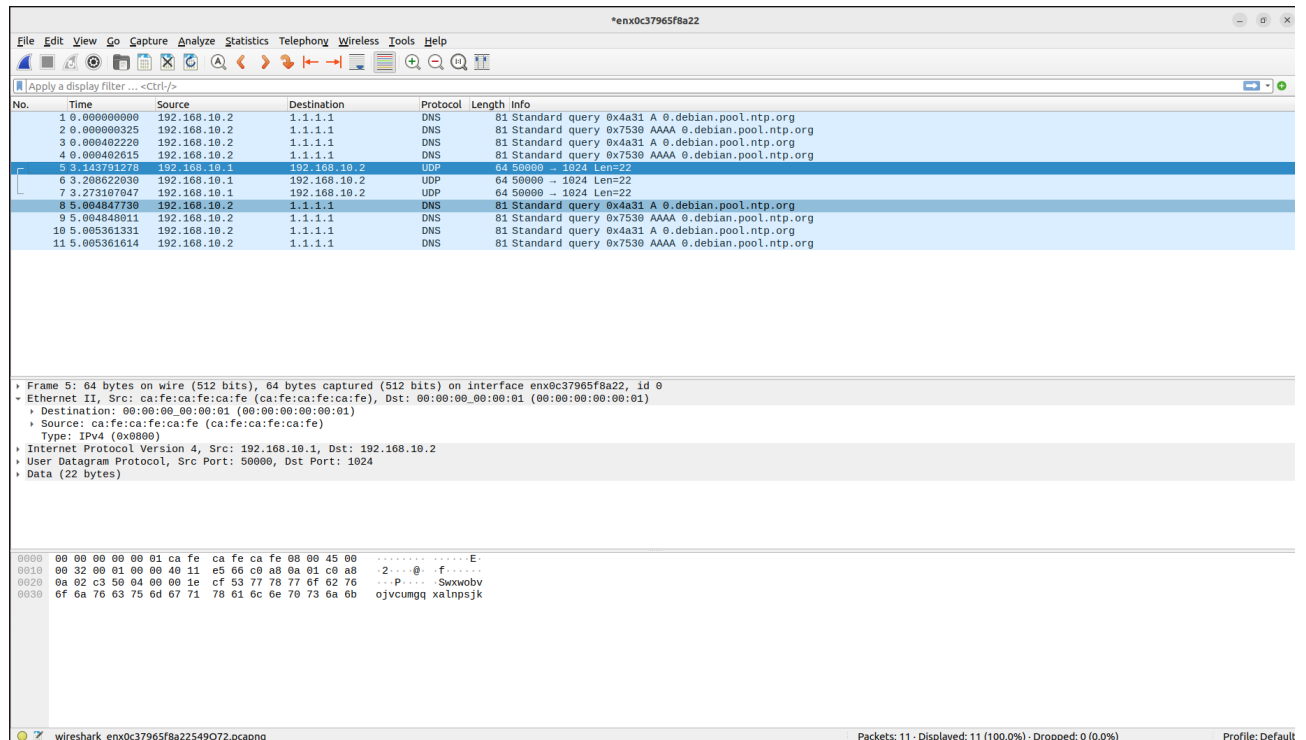 *enx0c37965f8a22
File Edit View Go Capture Analyze Statistics Telephony Wireless Tools Help
Apply a display filter ... <Ctrl-/>
No. Time Source Destination Protocol Length Info
1 0.000000000 192.168.10.2 1.1.1.1 DNS 81 Standard query 0x4a31 A 0.debian.pool.ntp.org
2 0.000000325 192.168.10.2 1.1.1.1 DNS 81 Standard query 0x7530 AAAA 0.debian.pool.ntp.org
3 0.000402220 192.168.10.2 1.1.1.1 DNS 81 Standard query 0x4a31 A 0.debian.pool.ntp.org
4 0.000402615 192.168.10.2 1.1.1.1 DNS 81 Standard query 0x7530 AAAA 0.debian.pool.ntp.org
5 3.143791278 192.168.10.1 192.168.10.2 UDP 64 50000 → 1024 Len=22
6 3.208622030 192.168.10.1 192.168.10.2 UDP 64 50000 → 1024 Len=22
7 3.273107047 192.168.10.1 192.168.10.2 UDP 64 50000 → 1024 Len=22
8 5.004847730 192.168.10.2 1.1.1.1 DNS 81 Standard query 0x4a31 A 0.debian.pool.ntp.org
9 5.004848011 192.168.10.2 1.1.1.1 DNS 81 Standard query 0x7530 AAAA 0.debian.pool.ntp.org
10 5.005361331 192.168.10.2 1.1.1.1 DNS 81 Standard query 0x4a31 A 0.debian.pool.ntp.org
11 5.005361614 192.168.10.2 1.1.1.1 DNS 81 Standard query 0x7530 AAAA 0.debian.pool.ntp.org
Frame 5: 64 bytes on wire (512 bits), 64 bytes captured (512 bits) on interface enx0c37965f8a22, id 0
Ethernet II, Src: ca:fe:ca:fe:ca:fe (ca:fe:ca:fe:ca:fe), Dst: 00:00:00_00:00:01 (00:00:00:00:00:01)
Destination: 00:00:00_00:00:01 (00:00:00:00:00:01)
Source: ca:fe:ca:fe:ca:fe (ca:fe:ca:fe:ca:fe)
Type: IPv4 (0x0800)
Internet Protocol Version 4, Src: 192.168.10.1, Dst: 192.168.10.2
User Datagram Protocol, Src Port: 50000, Dst Port: 1024
Data (22 bytes)
0000 00 00 00 00 00 01 ca fe ca fe ca fe 08 00 45 00 ········ ······E·
0010 00 32 00 01 00 00 40 11 e5 66 c0 a8 0a 01 c0 a8 ·2····@· ·f······
0020 0a 02 c3 50 04 00 00 1e cf 53 77 78 77 6f 62 76 ···P···· ·Swxwobv
0030 6f 6a 76 63 75 6d 67 71 78 61 6c 6e 70 73 6a 6b ojvcumgq xalnpsjk
wireshark_enx0c37965f8a22549O72.pcapng Packets: 11 · Displayed: 11 (100.0%) · Dropped: 0 (0.0%) Profile: Default